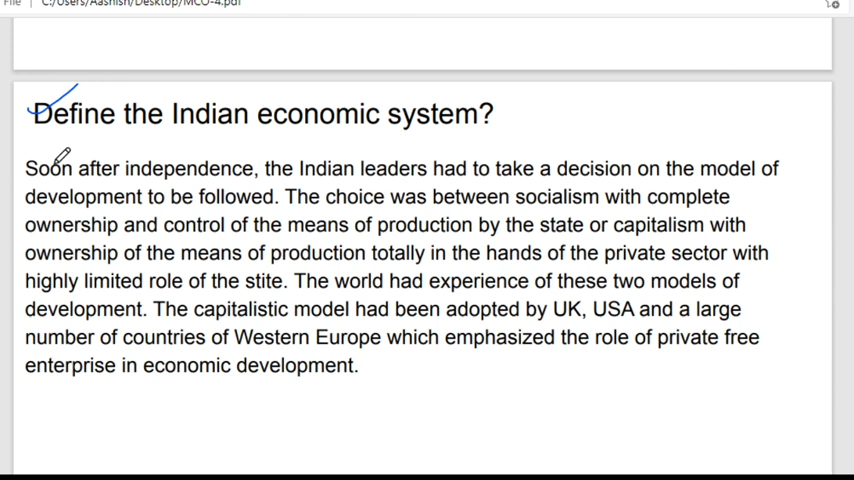 File | C:/Users/Aashish/Desktop/MCO-4.pdf
Define the Indian economic system?
Soon after independence, the Indian leaders had to take a decision on the model of
development to be followed. The choice was between socialism with complete
ownership and control of the means of production by the state or capitalism with
ownership of the means of production totally in the hands of the private sector with
highly limited role of the stite. The world had experience of these two models of
development. The capitalistic model had been adopted by UK, USA and a large
number of countries of Western Europe which emphasized the role of private free
enterprise in economic development.